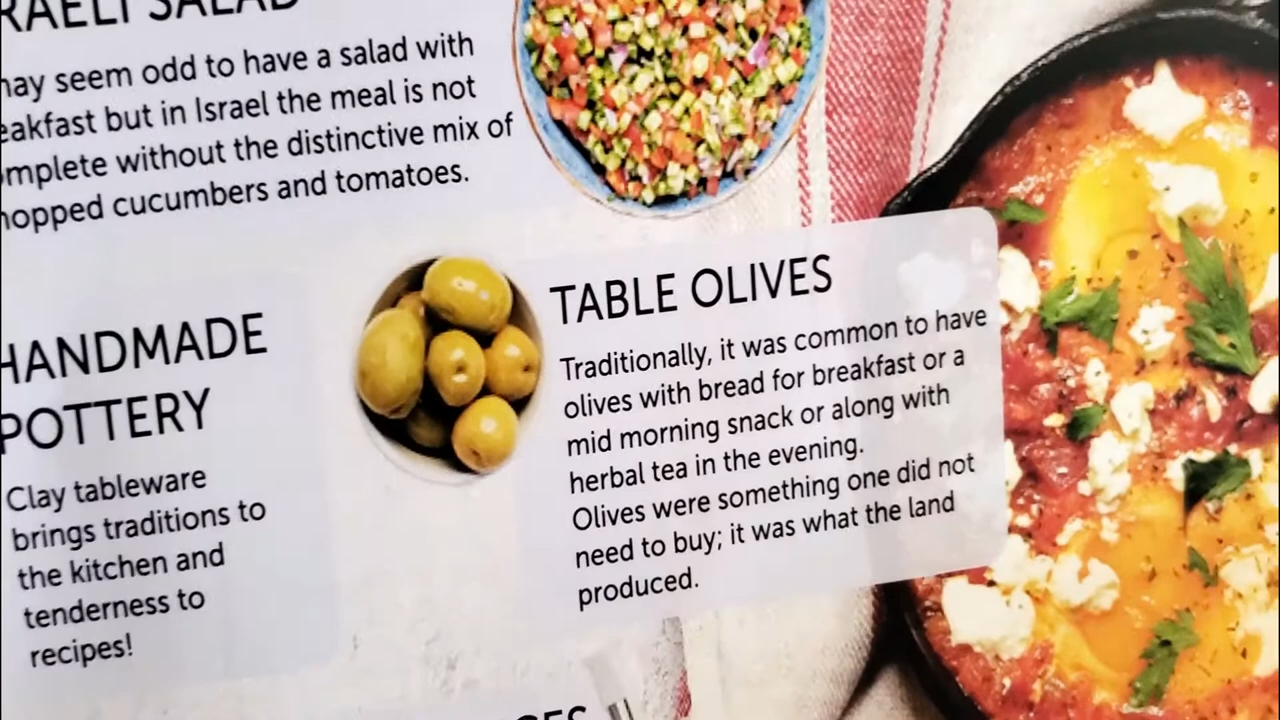 SALAD
may seem odd to have a salad with
but in Israel the meal is not
without the distinctive mix of
cucumbers and tomatoes.
HANDMADE
POTTERY
Clay tableware
brings traditions to
the kitchen and
tenderness to
recipes!
TABLE OLIVES
Traditionally, it was common to have
olives with bread for breakfast or a
mid morning snack or along with
herbal tea in the evening.
Olives were something one did not
need to buy; it was what the land
produced.